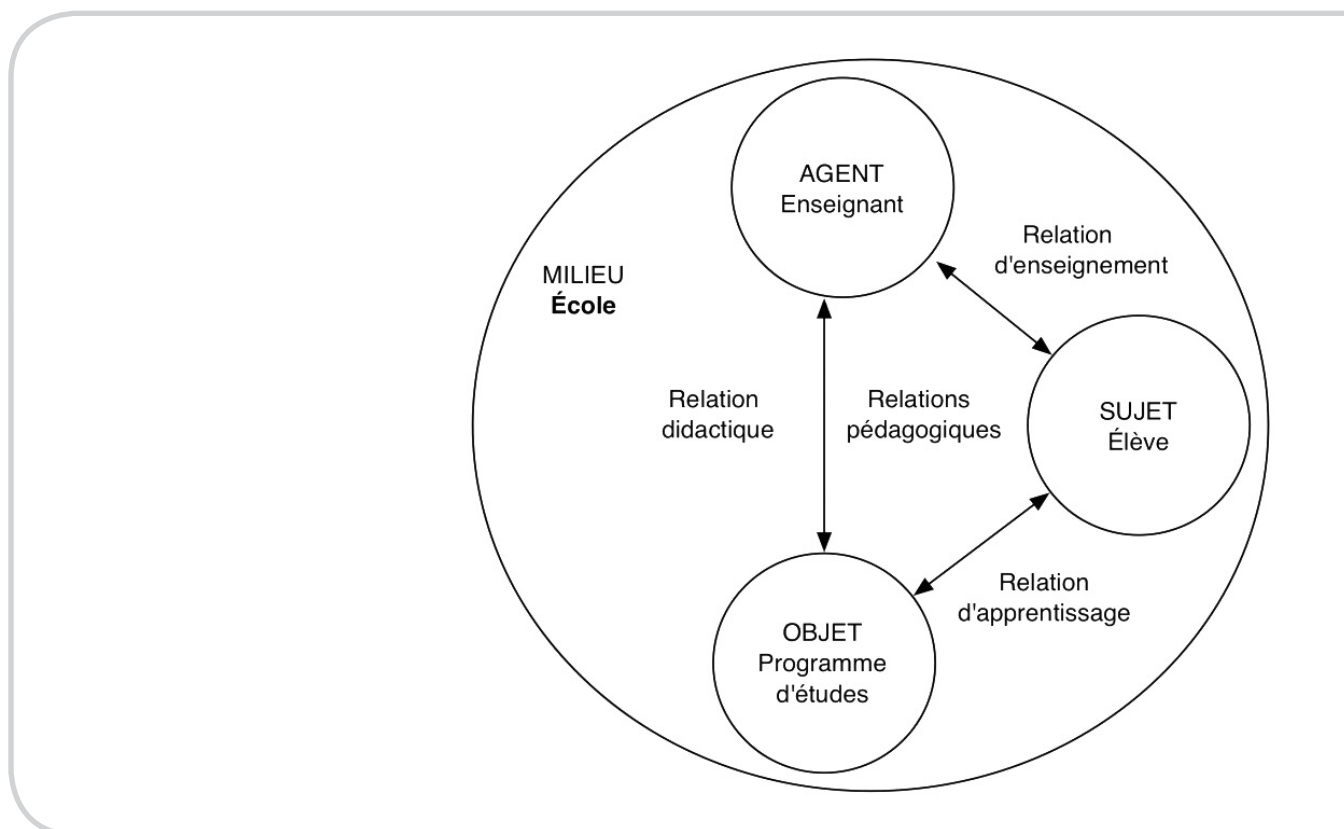 AGENT
Enseignant
Relation
d'enseignement
MILIEU
École
Relation
didactique
Relations
pédagogiques
SUJET
Élève
Relation
d'apprentissage
OBJET
Programme
d'études